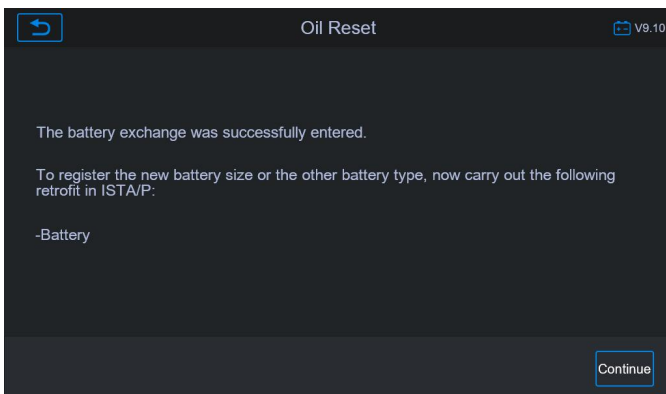 Oil Reset
V9.10
The battery exchange was successfully entered.
To register the new battery size or the other battery type, now carry out the following
retrofit in ISTA/P:
-Battery
Continue